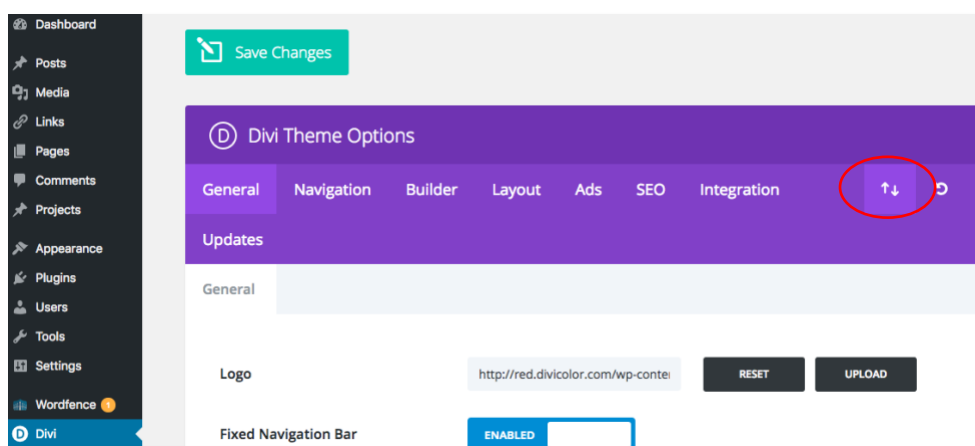 Dashboard
Posts
Media
Links
Pages
Comments
Projects
Appearance
Plugins
Users
Tools
Settings
Wordfence 1
Divi
Save Changes
D Divi Theme Options
General Navigation Builder Layout Ads SEO Integration
Updates
General
Logo http://red.divicolor.com/wp-conte RESET UPLOAD
Fixed Navigation Bar ENABLED